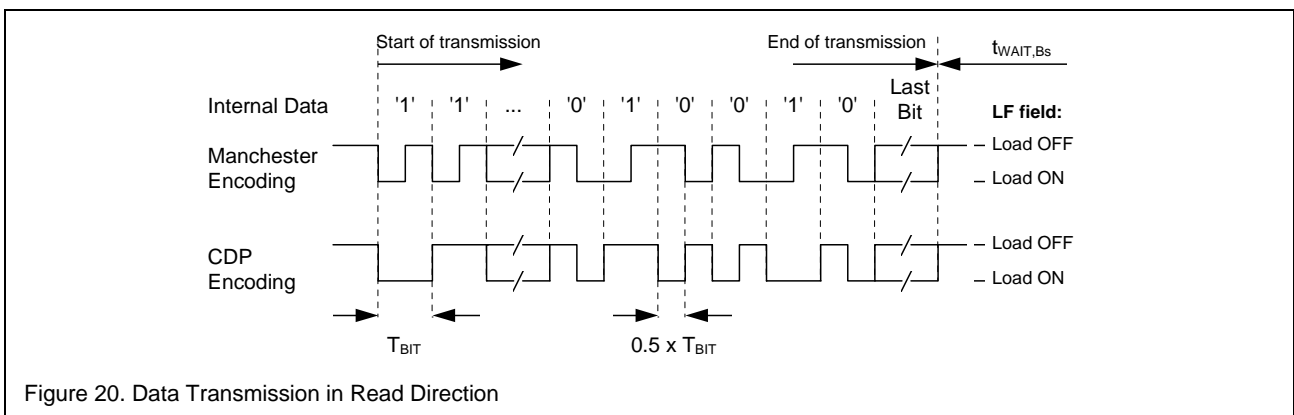 Start of transmission End of transmission tWAIT,Bs
Internal Data '1' '1' ... '0' '1' '0' '0' '1' '0' Last Bit LF field:
Manchester Encoding Load OFF
Load ON
CDP Encoding Load OFF
Load ON
TBIT 0.5 x TBIT
Figure 20. Data Transmission in Read Direction